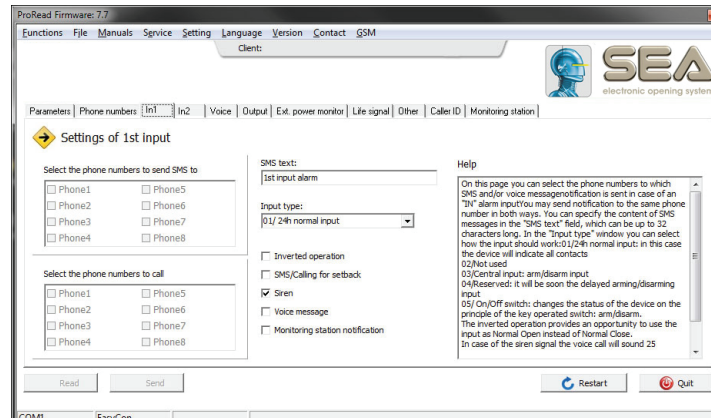 ProRead Firmware: 7.7
Functions File Manuals Service Setting Language Version Contact GSM
Client:
SEA
electronic opening system
Parameters Phone numbers In1 In2 Voice Output Ext. power monitor Life signal Other Caller ID Monitoring station
Settings of 1st input
Select the phone numbers to send SMS to
Phone1 Phone5
Phone2 Phone6
Phone3 Phone7
Phone4 Phone8
Select the phone numbers to call
Phone1 Phone5
Phone2 Phone6
Phone3 Phone7
Phone4 Phone8
SMS text:
1st input alarm
Input type:
01/ 24h normal input
Inverted operation
SMS/Calling for setback
Siren
Voice message
Monitoring station notification
Help
On this page you can select the phone numbers to which
SMS and/or voice messagenotification is sent in case of an
"IN" alarm inputYou may send notification to the same phone
number in both ways. You can specify the content of SMS
messages in the "SMS text" field, which can be up to 32
characters long. In the "Input type" window you can select
how the input should work:01/24h normal input: in this case
the device will indicate all contacts
02/Not used
03/Central input: arm/disarm input
04/Reserved: it will be soon the delayed arming/disarming
input
05/ On/Off switch: changes the status of the device on the
principle of the key operated switch: arm/disarm.
The inverted operation provides an opportunity to use the
input as Normal Open instead of Normal Close.
In case of the siren signal the voice call will sound 25
Read Send Restart Quit
COM1 EasyCon